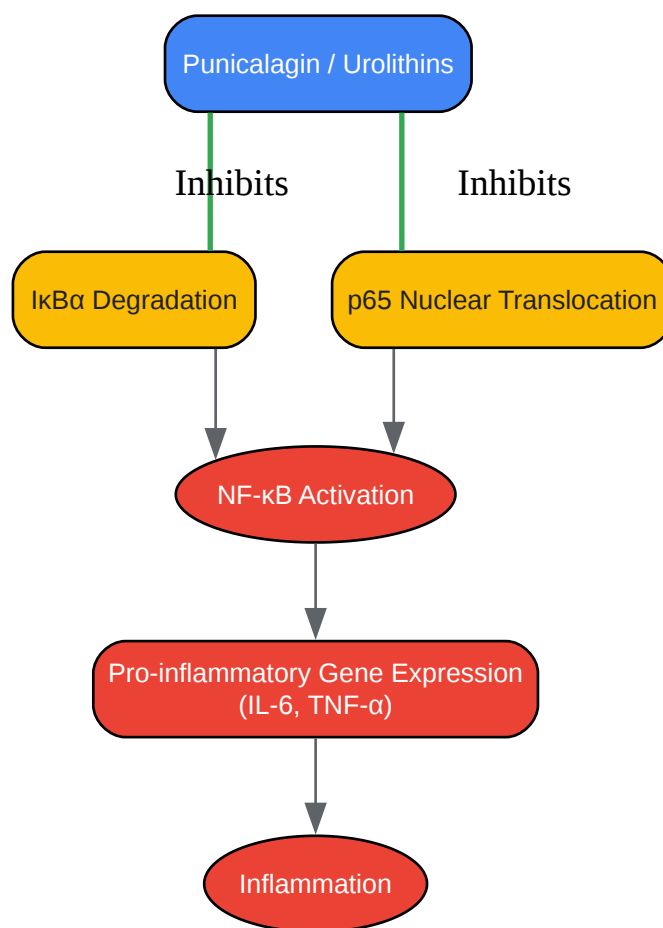 Punicalagin / Urolithins
Inhibits
Inhibits
IκBα Degradation
p65 Nuclear Translocation
NF-κB Activation
Pro-inflammatory Gene Expression
(IL-6, TNF-α)
Inflammation